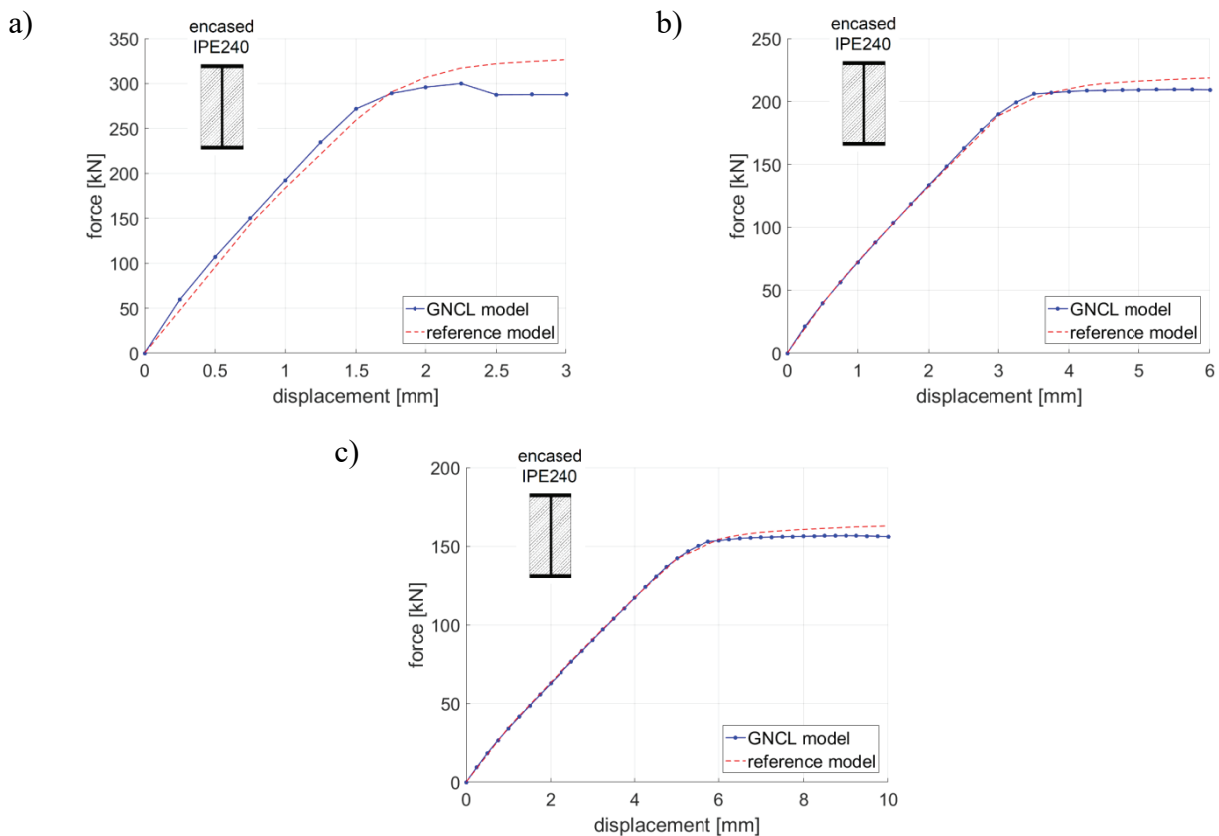 a)
encased
IPE240
350
300
250
200
150
100
50
0
force [kN]
0 0.5 1 1.5 2 2.5 3
displacement [mm]
GNCL model
reference model
b)
encased
IPE240
250
200
150
100
50
0
force [kN]
0 1 2 3 4 5 6
displacement [mm]
GNCL model
reference model
c)
encased
IPE240
200
150
100
50
0
force [kN]
0 2 4 6 8 10
displacement [mm]
GNCL model
reference model